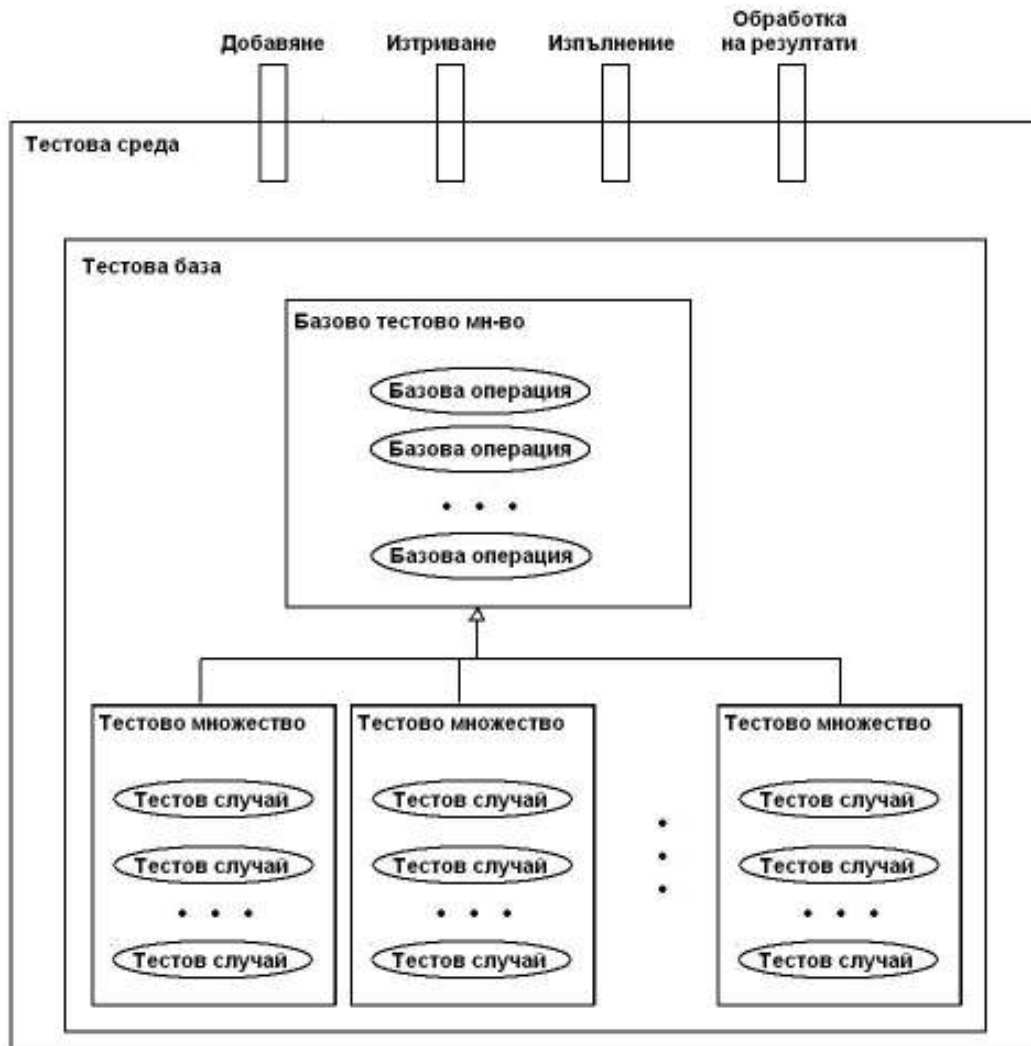 Добавяне
Изтриване
Изпълнение
Обработка
на резултати
Тестова среда
Тестова база
Базово тестово мн-во
Базова операция
Базова операция
Базова операция
Тестово множество
Тестов случай
Тестов случай
Тестов случай
Тестово множество
Тестов случай
Тестов случай
Тестов случай
Тестово множество
Тестов случай
Тестов случай
Тестов случай